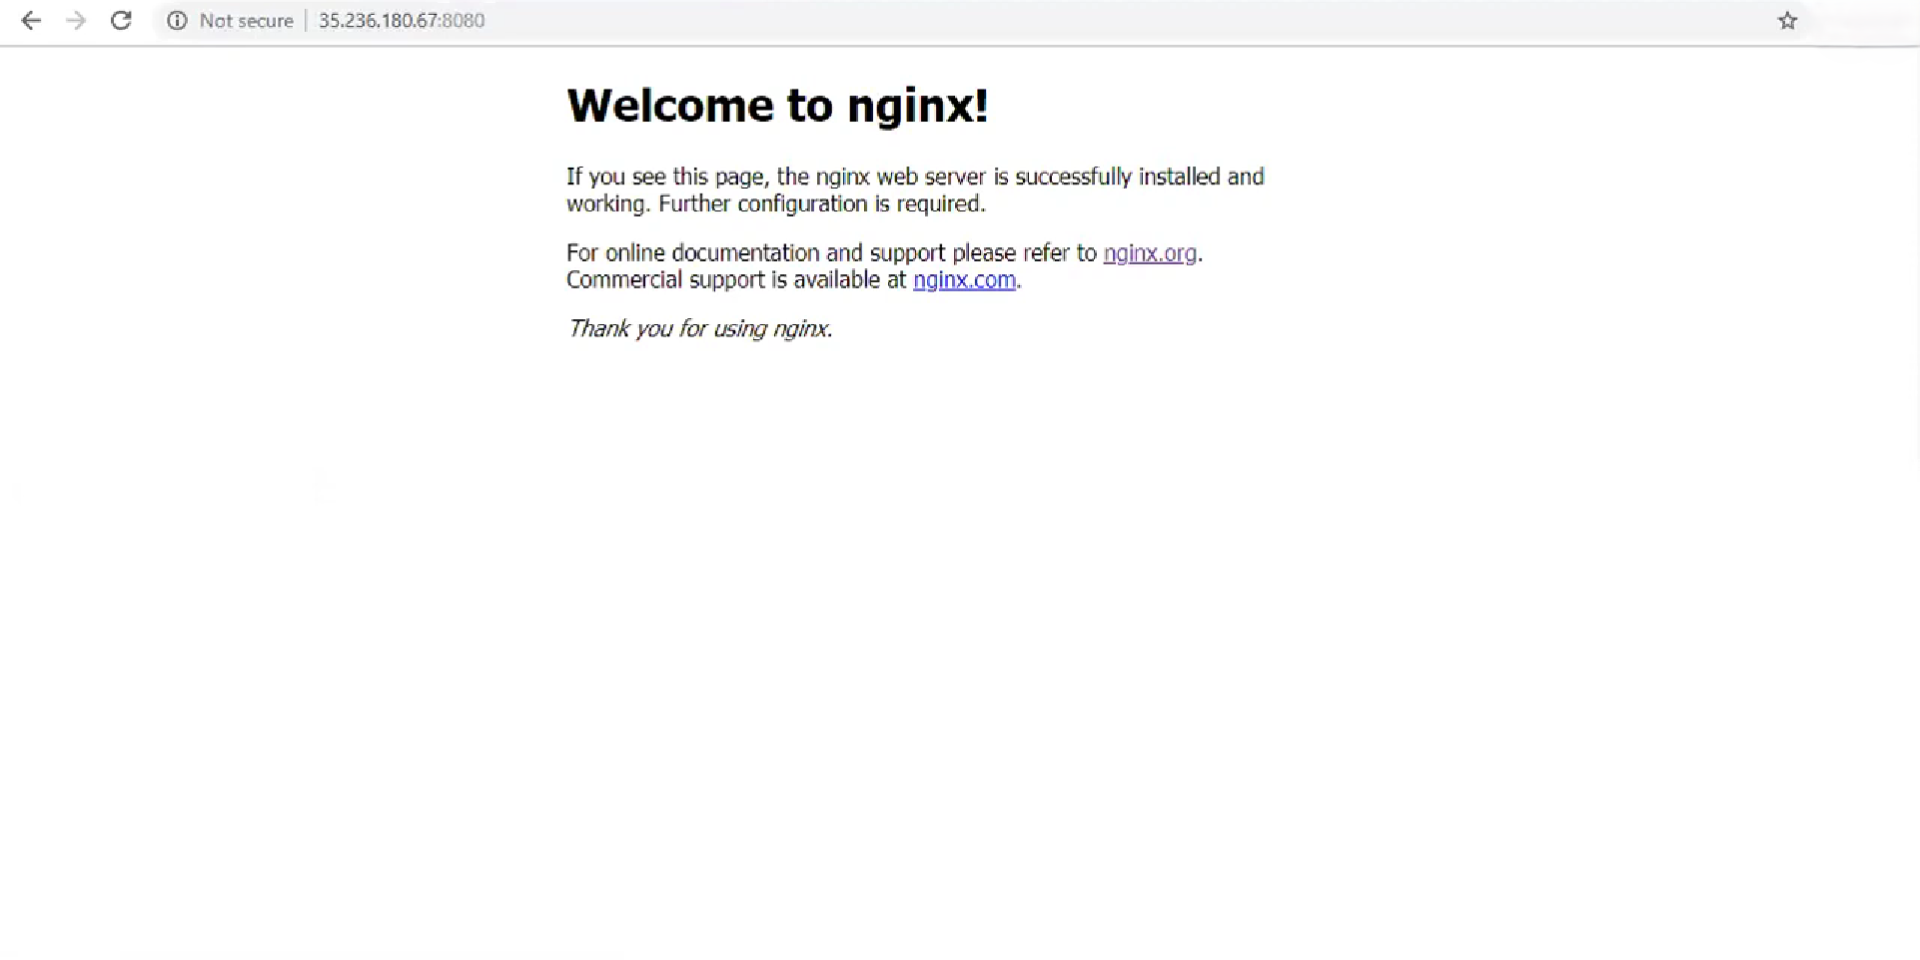 Not secure | 35.236.180.67:8080
Welcome to nginx!
If you see this page, the nginx web server is successfully installed and
working. Further configuration is required.
For online documentation and support please refer to nginx.org.
Commercial support is available at nginx.com.
Thank you for using nginx.